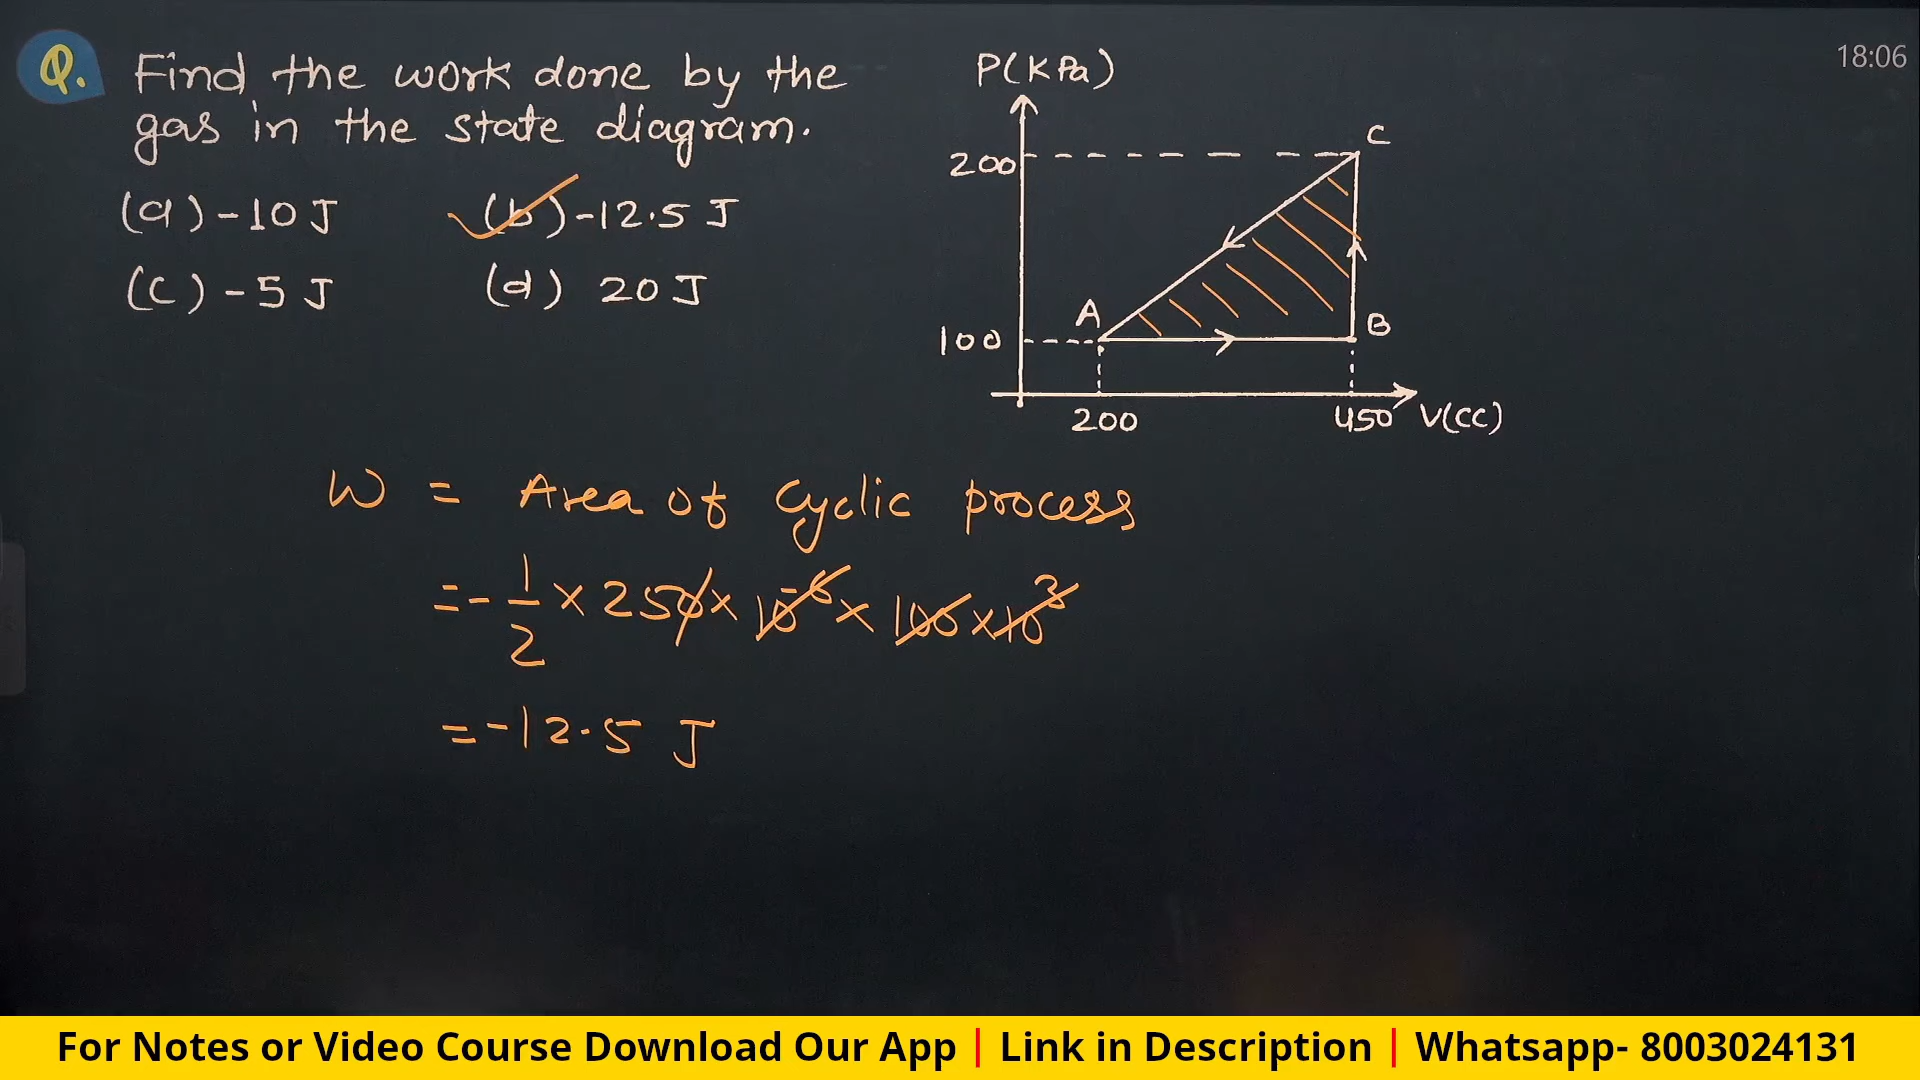 Q. Find the work done by the
gas in the state diagram.
(a) -10 J (b) -12.5 J
(c) -5 J (d) 20 J
18:06
P(KPa)
200
C
A
B
100
200
450
V(CC)
W = Area of Cyclic process
= - 1/2 × 250 × 10⁻⁶ × 100 × 10³
= -12.5 J
For Notes or Video Course Download Our App | Link in Description | Whatsapp- 8003024131